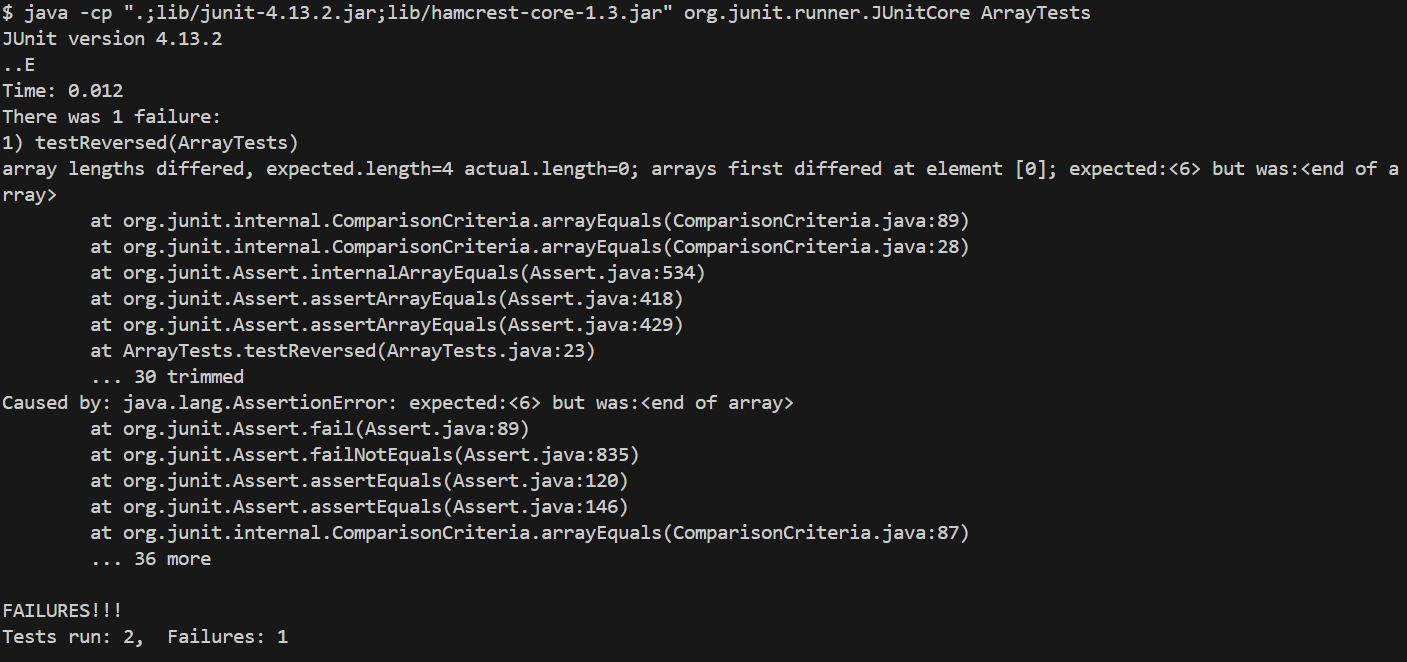 $ java -cp ".;lib/junit-4.13.2.jar;lib/hamcrest-core-1.3.jar" org.junit.runner.JUnitCore ArrayTests
JUnit version 4.13.2
..E
Time: 0.012
There was 1 failure:
1) testReversed(ArrayTests)
array lengths differed, expected.length=4 actual.length=0; arrays first differed at element [0]; expected:<6> but was:<end of a
rray>
        at org.junit.internal.ComparisonCriteria.arrayEquals(ComparisonCriteria.java:89)
        at org.junit.internal.ComparisonCriteria.arrayEquals(ComparisonCriteria.java:28)
        at org.junit.Assert.internalArrayEquals(Assert.java:534)
        at org.junit.Assert.assertArrayEquals(Assert.java:418)
        at org.junit.Assert.assertArrayEquals(Assert.java:429)
        at ArrayTests.testReversed(ArrayTests.java:23)
        ... 30 trimmed
Caused by: java.lang.AssertionError: expected:<6> but was:<end of array>
        at org.junit.Assert.fail(Assert.java:89)
        at org.junit.Assert.failNotEquals(Assert.java:835)
        at org.junit.Assert.assertEquals(Assert.java:120)
        at org.junit.Assert.assertEquals(Assert.java:146)
        at org.junit.internal.ComparisonCriteria.arrayEquals(ComparisonCriteria.java:87)
        ... 36 more

FAILURES!!!
Tests run: 2,  Failures: 1